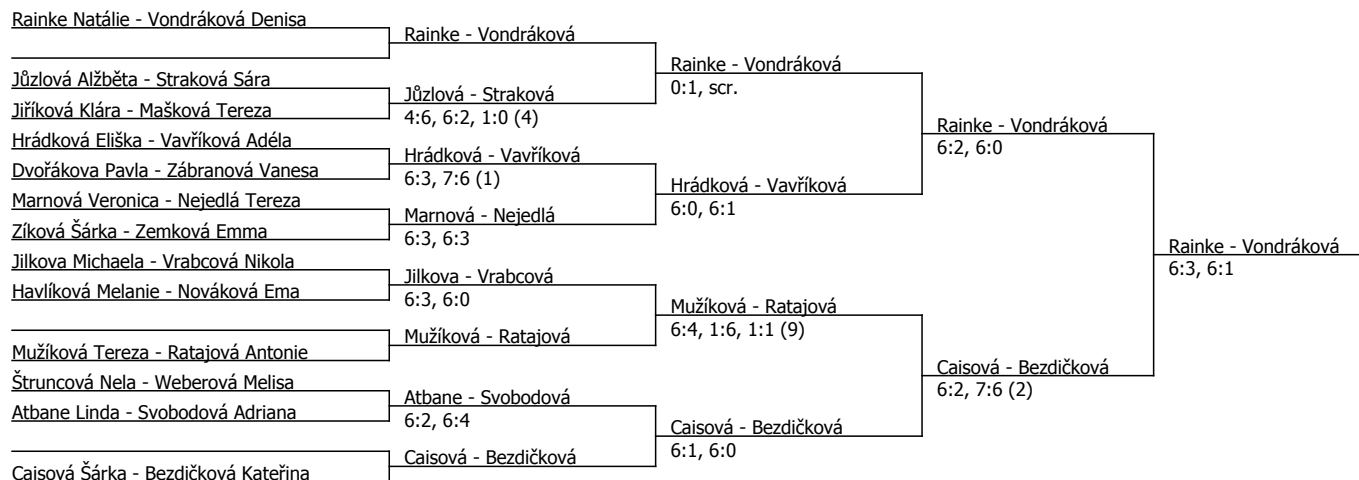 Rainke Natálie - Vondráková Denisa
Jůzlová Alžběta - Straková Sára
Jiříková Klára - Mašková Tereza
Hrádková Eliška - Vavříková Adéla
Dvořákova Pavla - Zábranová Vanesa
Marnová Veronica - Nejedlá Tereza
Zíková Šárka - Zemková Emma
Jilkova Michaela - Vrabcová Nikola
Havlíková Melanie - Nováková Ema
Mužíková Tereza - Ratajová Antonie
Štruncová Nela - Weberová Melisa
Atbane Linda - Svobodová Adriana
Caisová Šárka - Bezdičková Kateřina
Rainke - Vondráková
Jůzlová - Straková
4:6, 6:2, 1:0 (4)
Hrádková - Vavříková
6:3, 7:6 (1)
Marnová - Nejedlá
6:3, 6:3
Jilkova - Vrabcová
6:3, 6:0
Mužíková - Ratajová
Atbane - Svobodová
6:2, 6:4
Caisová - Bezdičková
Rainke - Vondráková
0:1, scr.
Hrádková - Vavříková
6:0, 6:1
Mužíková - Ratajová
6:4, 1:6, 1:1 (9)
Caisová - Bezdičková
6:1, 6:0
Rainke - Vondráková
6:2, 6:0
Caisová - Bezdičková
6:2, 7:6 (2)
Rainke - Vondráková
6:3, 6:1